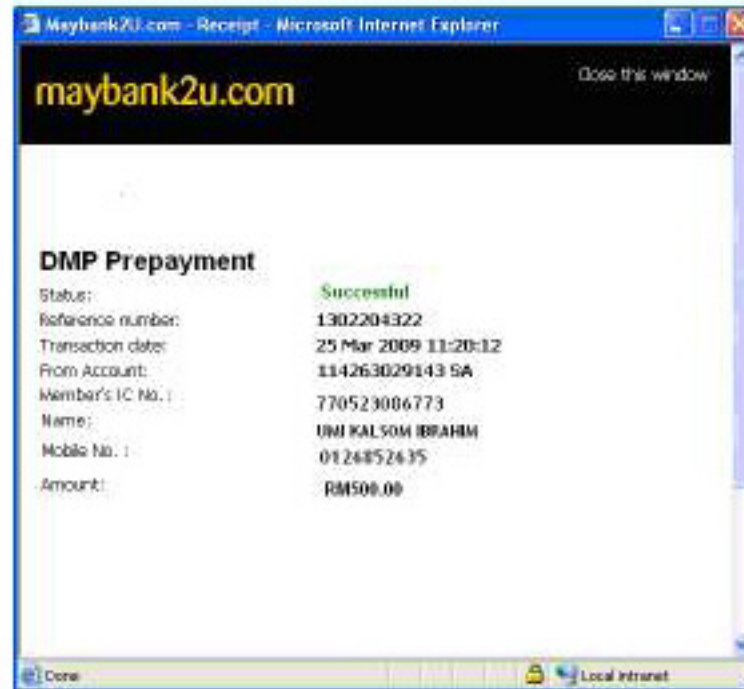 Maybank2U.com - Receipt - Microsoft Internet Explorer
maybank2u.com
Close this window
DMP Prepayment
Status: Successful
Reference number: 1302204322
Transaction date: 25 Mar 2009 11:20:12
From Account: 114263029143 SA
Member's IC No. : 770523086773
Name: UMI KALSOM IBRAHIM
Mobile No. : 0126852635
Amount: RM500.00
Done
Local intranet